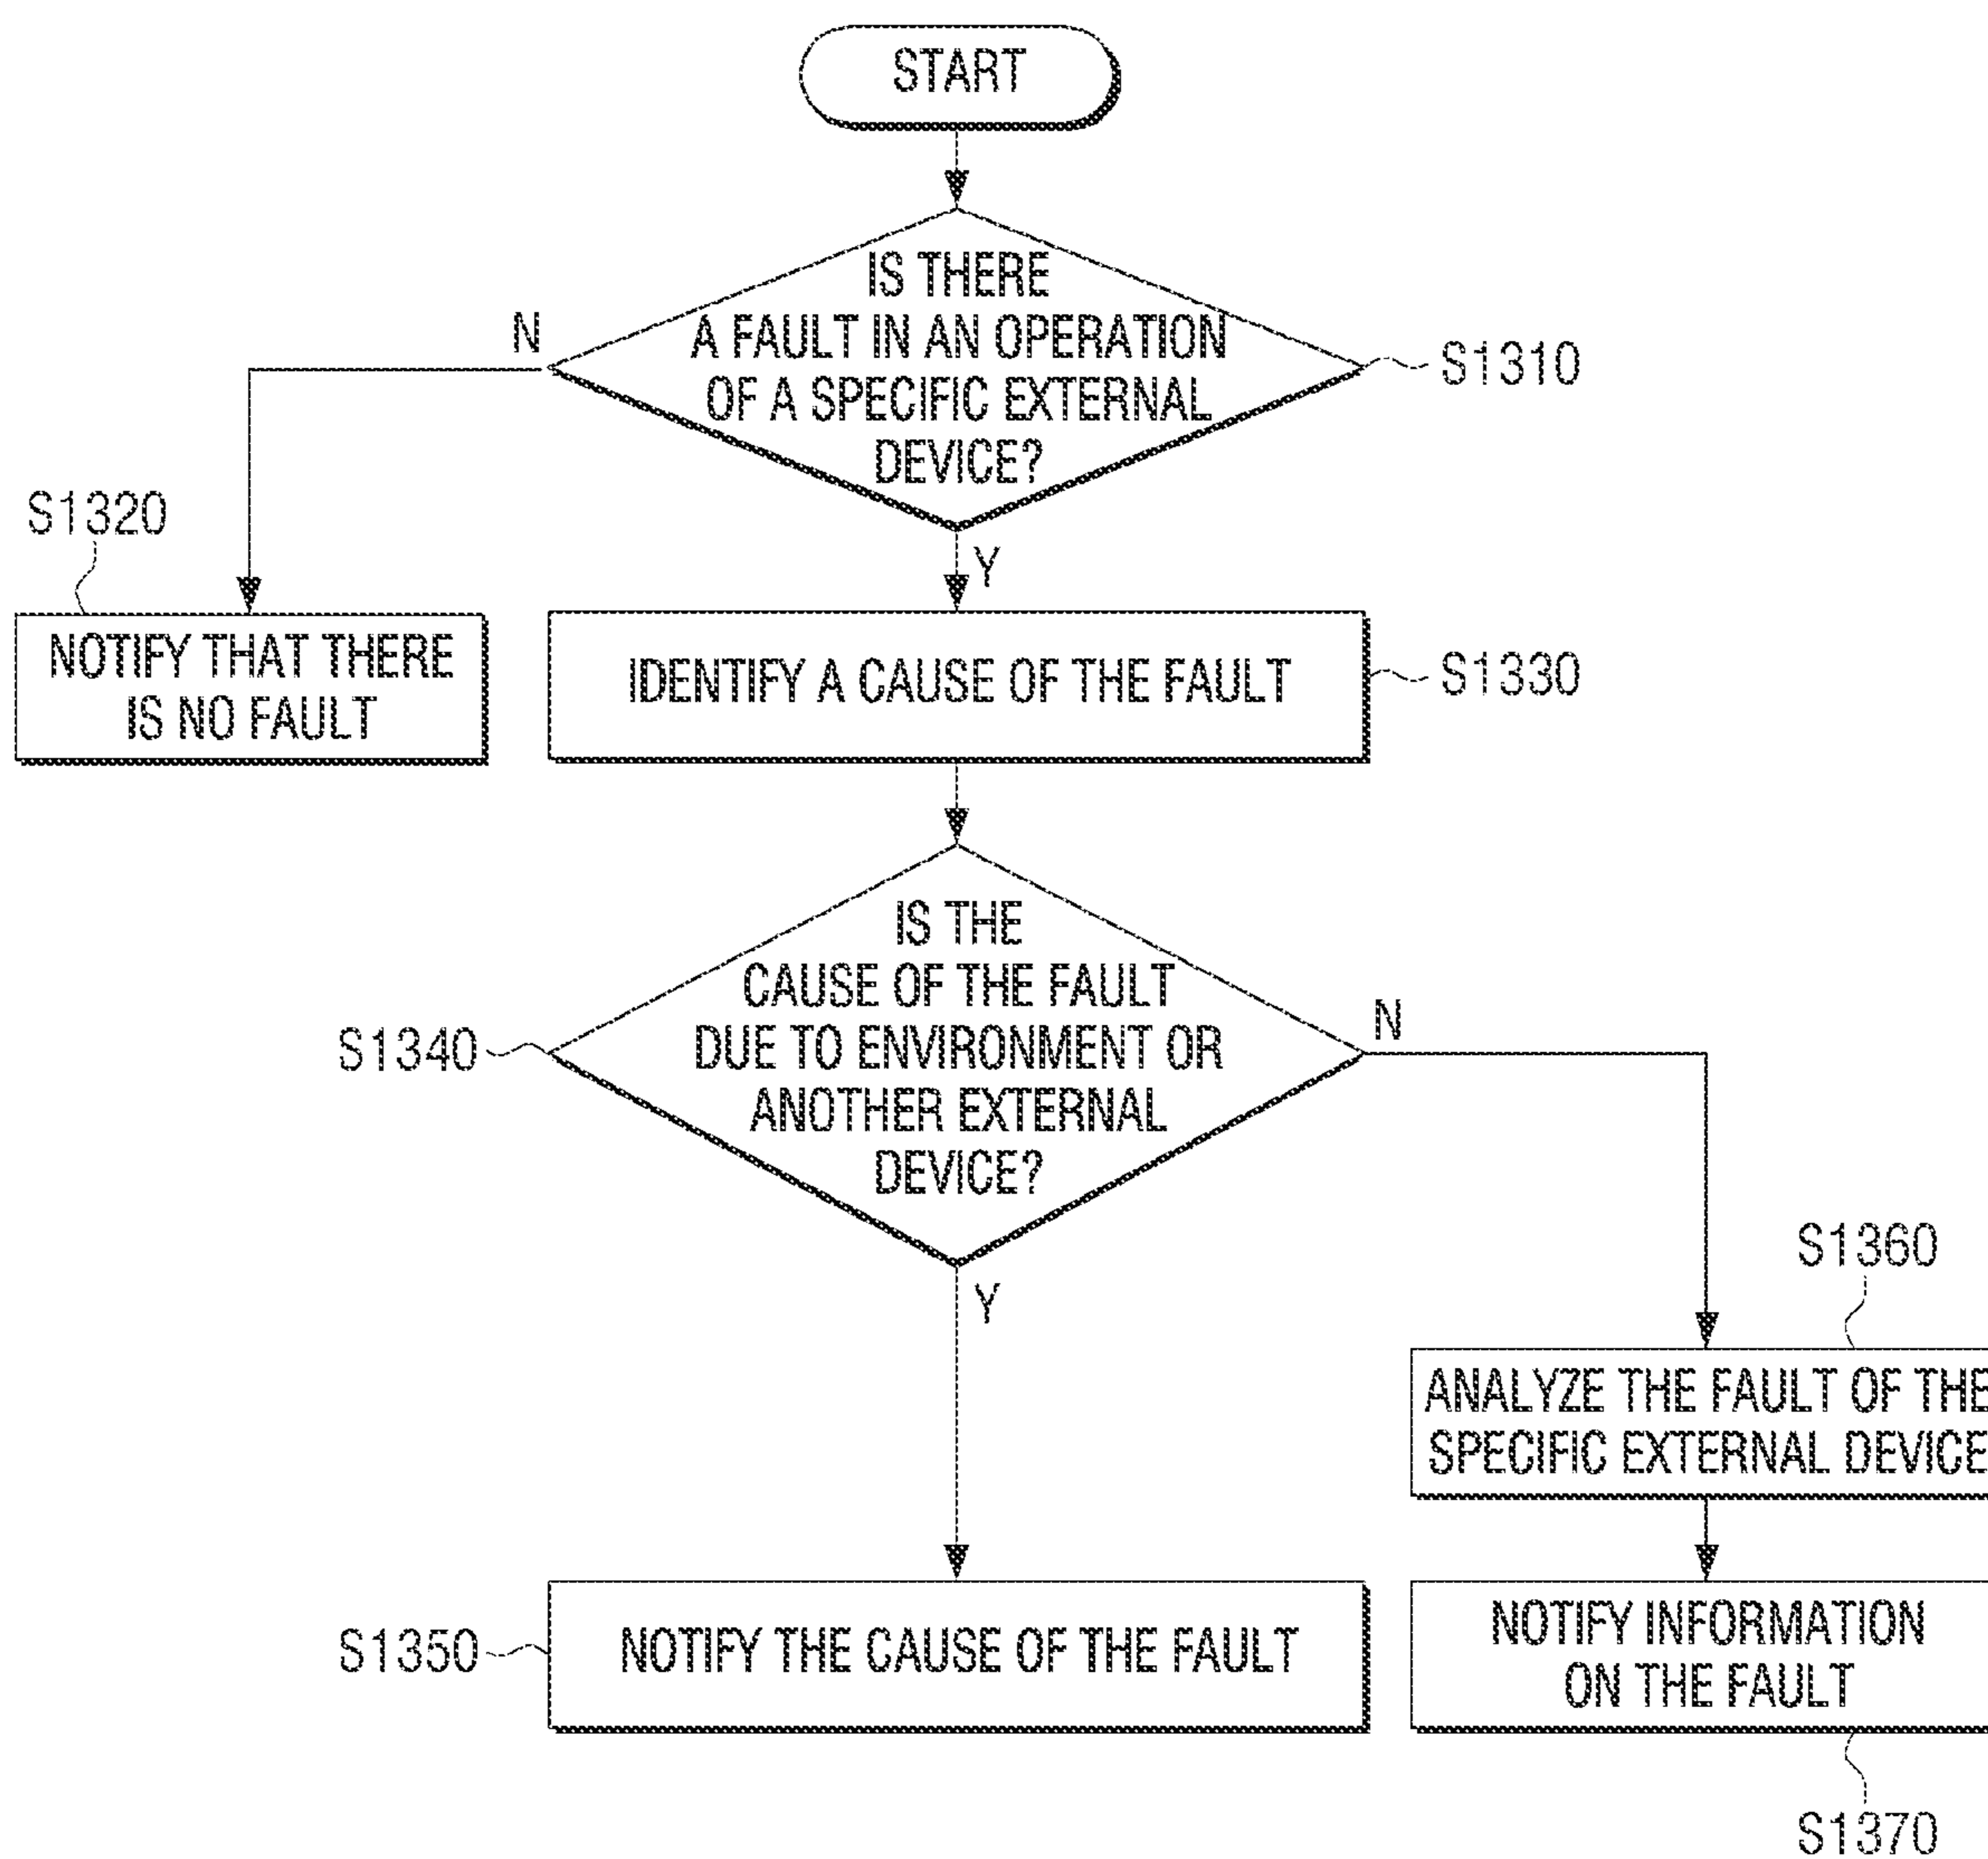 START
IS THERE
A FAULT IN AN OPERATION
OF A SPECIFIC EXTERNAL
DEVICE?
N
S1310
Y
S1320
NOTIFY THAT THERE
IS NO FAULT
IDENTIFY A CAUSE OF THE FAULT
S1330
IS THE
CAUSE OF THE FAULT
DUE TO ENVIRONMENT OR
ANOTHER EXTERNAL
DEVICE?
S1340
N
Y
S1360
ANALYZE THE FAULT OF THE
SPECIFIC EXTERNAL DEVICE
S1350
NOTIFY THE CAUSE OF THE FAULT
NOTIFY INFORMATION
ON THE FAULT
S1370